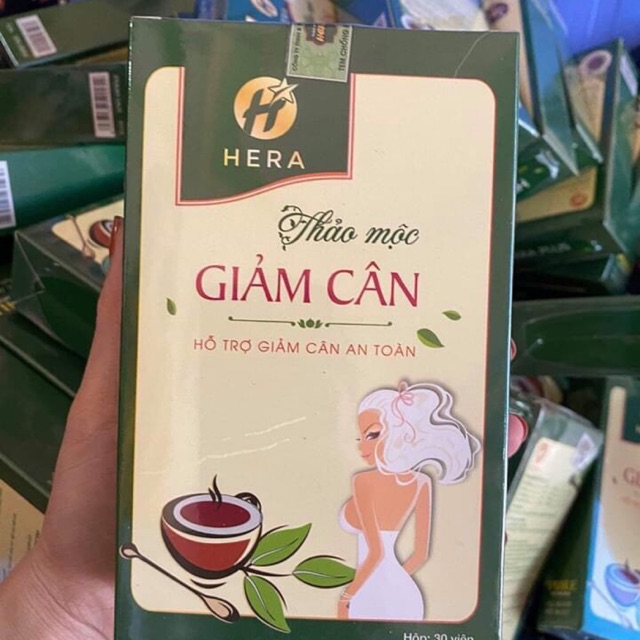 HERA
Thảo mộc
GIẢM CÂN
HỖ TRỢ GIẢM CÂN AN TOÀN
Hộp: 30 viên